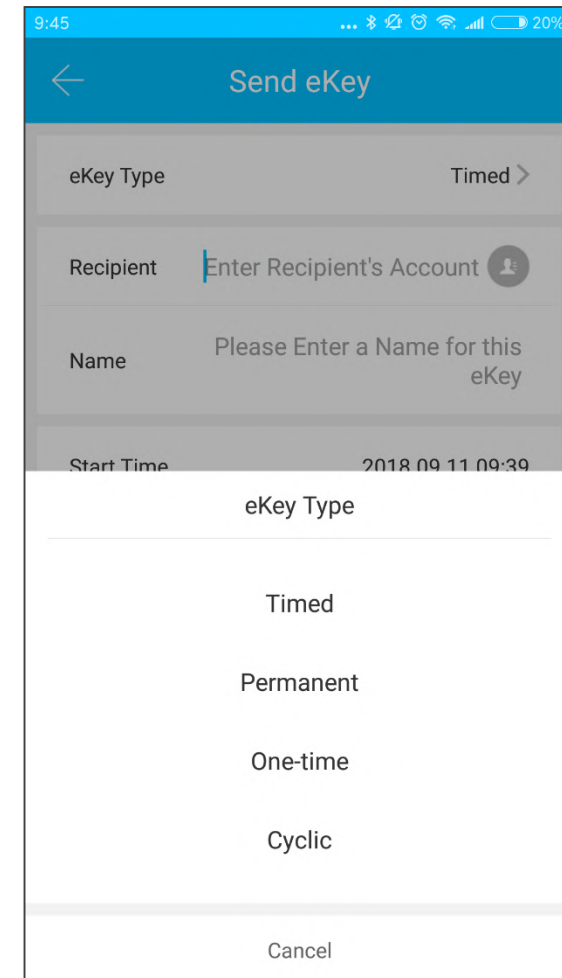 9:45 ... 20%
Send eKey
eKey Type Timed
Recipient Enter Recipient's Account
Name Please Enter a Name for this
eKey
Start Time 2018.09.11 09:39
eKey Type
Timed
Permanent
One-time
Cyclic
Cancel